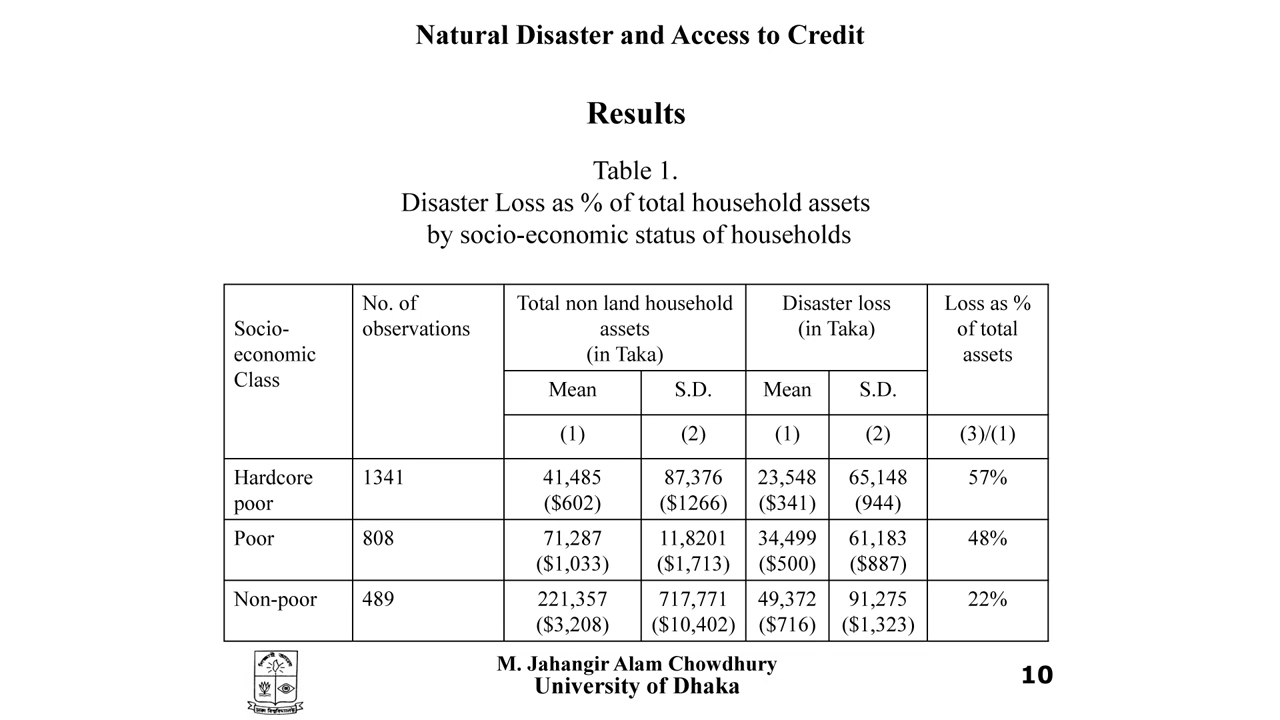 Natural Disaster and Access to Credit
Results
Table 1.
Disaster Loss as % of total household assets
by socio-economic status of households
Socio-
economic
Class
No. of
observations
Total non land household
assets
(in Taka)
Disaster loss
(in Taka)
Loss as %
of total
assets
Mean
S.D.
Mean
S.D.
(1)
(2)
(1)
(2)
(3)/(1)
Hardcore
poor
1341
41,485
($602)
87,376
($1266)
23,548
($341)
65,148
(944)
57%
Poor
808
71,287
($1,033)
11,8201
($1,713)
34,499
($500)
61,183
($887)
48%
Non-poor
489
221,357
($3,208)
717,771
($10,402)
49,372
($716)
91,275
($1,323)
22%
M. Jahangir Alam Chowdhury
University of Dhaka
10